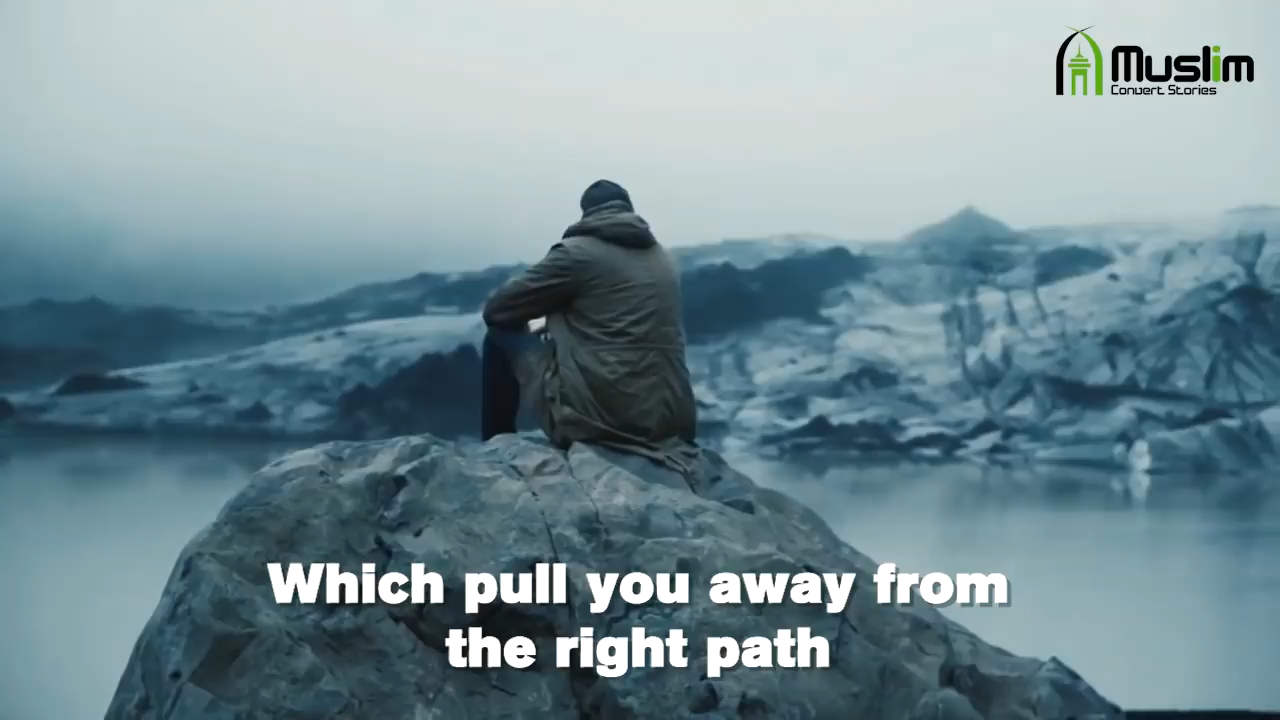 Muslim
Convert Stories
Which pull you away from
the right path